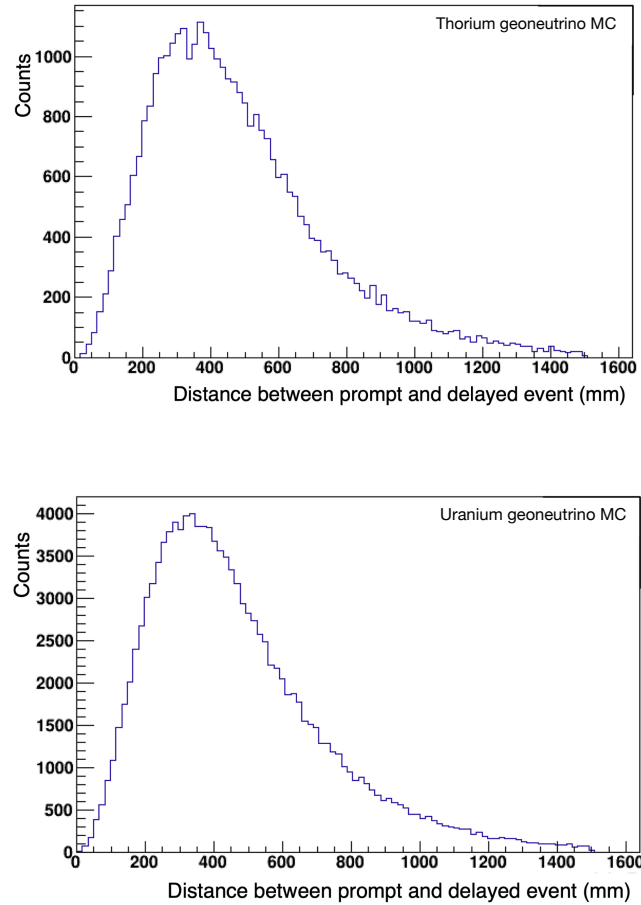 Thorium geoneutrino MC
Counts
1000
800
600
400
200
0
0 200 400 600 800 1000 1200 1400 1600
Distance between prompt and delayed event (mm)
Uranium geoneutrino MC
Counts
4000
3500
3000
2500
2000
1500
1000
500
0
0 200 400 600 800 1000 1200 1400 1600
Distance between prompt and delayed event (mm)